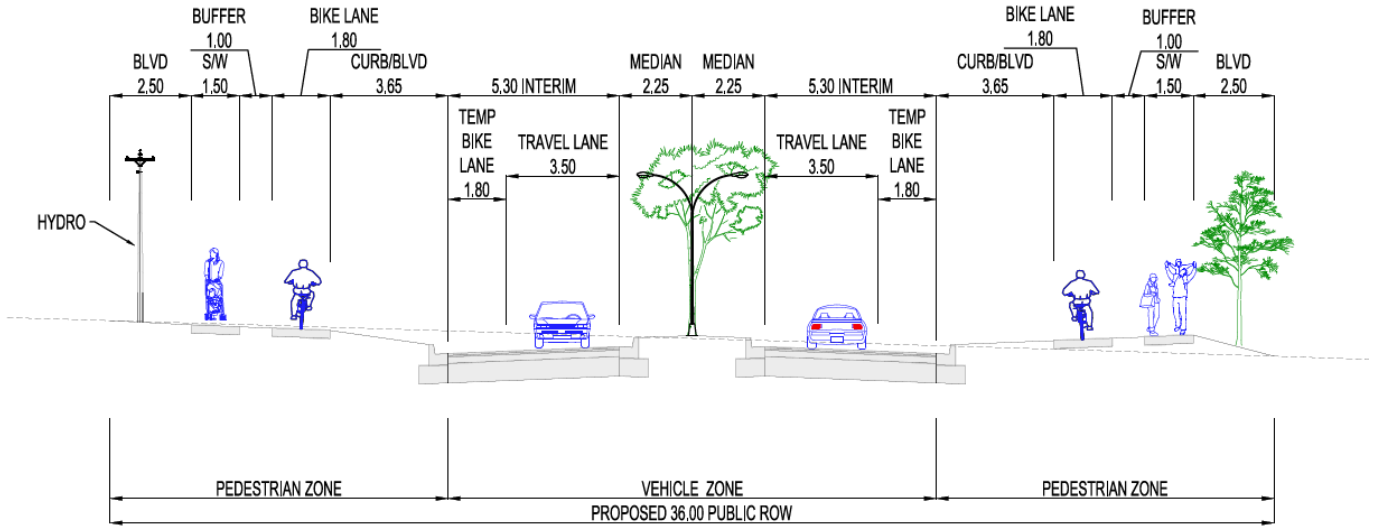 BUFFER
1.00
BIKE LANE
1.80
BIKE LANE
1.80
BUFFER
1.00
BLVD
2.50
S/W
1.50
CURB/BLVD
3.65
5.30 INTERIM
MEDIAN
2.25
MEDIAN
2.25
5.30 INTERIM
CURB/BLVD
3.65
S/W
1.50
BLVD
2.50
TEMP
BIKE
LANE
1.80
TRAVEL LANE
3.50
TRAVEL LANE
3.50
TEMP
BIKE
LANE
1.80
HYDRO
PEDESTRIAN ZONE
VEHICLE ZONE
PEDESTRIAN ZONE
PROPOSED 36.00 PUBLIC ROW